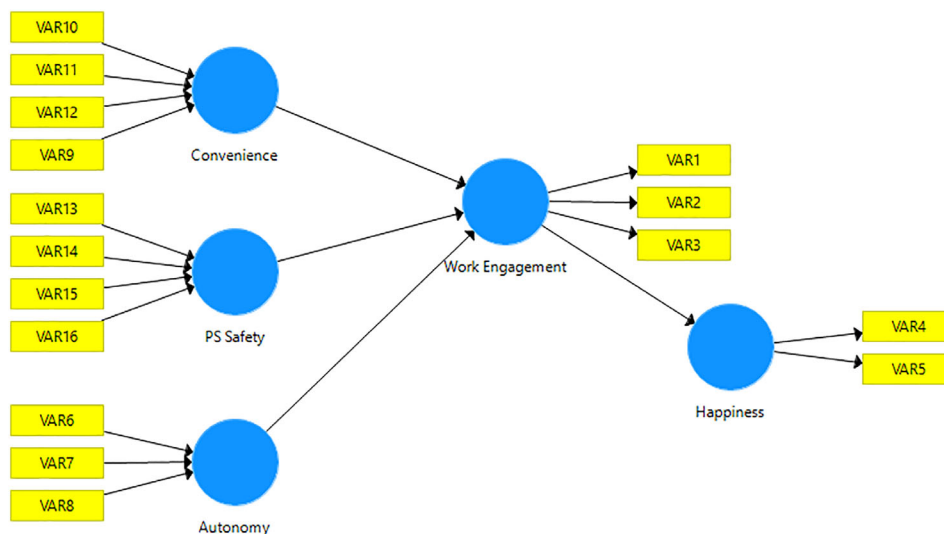 VAR10
VAR11
VAR12
VAR9
Convenience
VAR13
VAR14
VAR15
VAR16
PS Safety
VAR6
VAR7
VAR8
Autonomy
Work Engagement
VAR1
VAR2
VAR3
Happiness
VAR4
VAR5